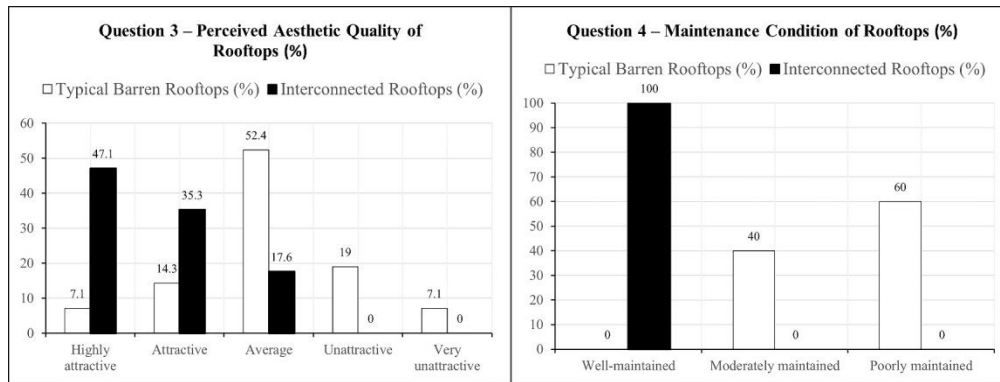 Question 3 – Perceived Aesthetic Quality of
Rooftops (%)
Typical Barren Rooftops (%) Interconnected Rooftops (%)
60
50
40
30
20
10
0
7.1
47.1
14.3
35.3
52.4
17.6
19
0
7.1
0
Highly
attractive
Attractive
Average
Unattractive
Very
unattractive
Question 4 – Maintenance Condition of Rooftops (%)
Typical Barren Rooftops (%) Interconnected Rooftops (%)
100
90
80
70
60
50
40
30
20
10
0
0
100
40
0
60
0
Well-maintained
Moderately maintained
Poorly maintained